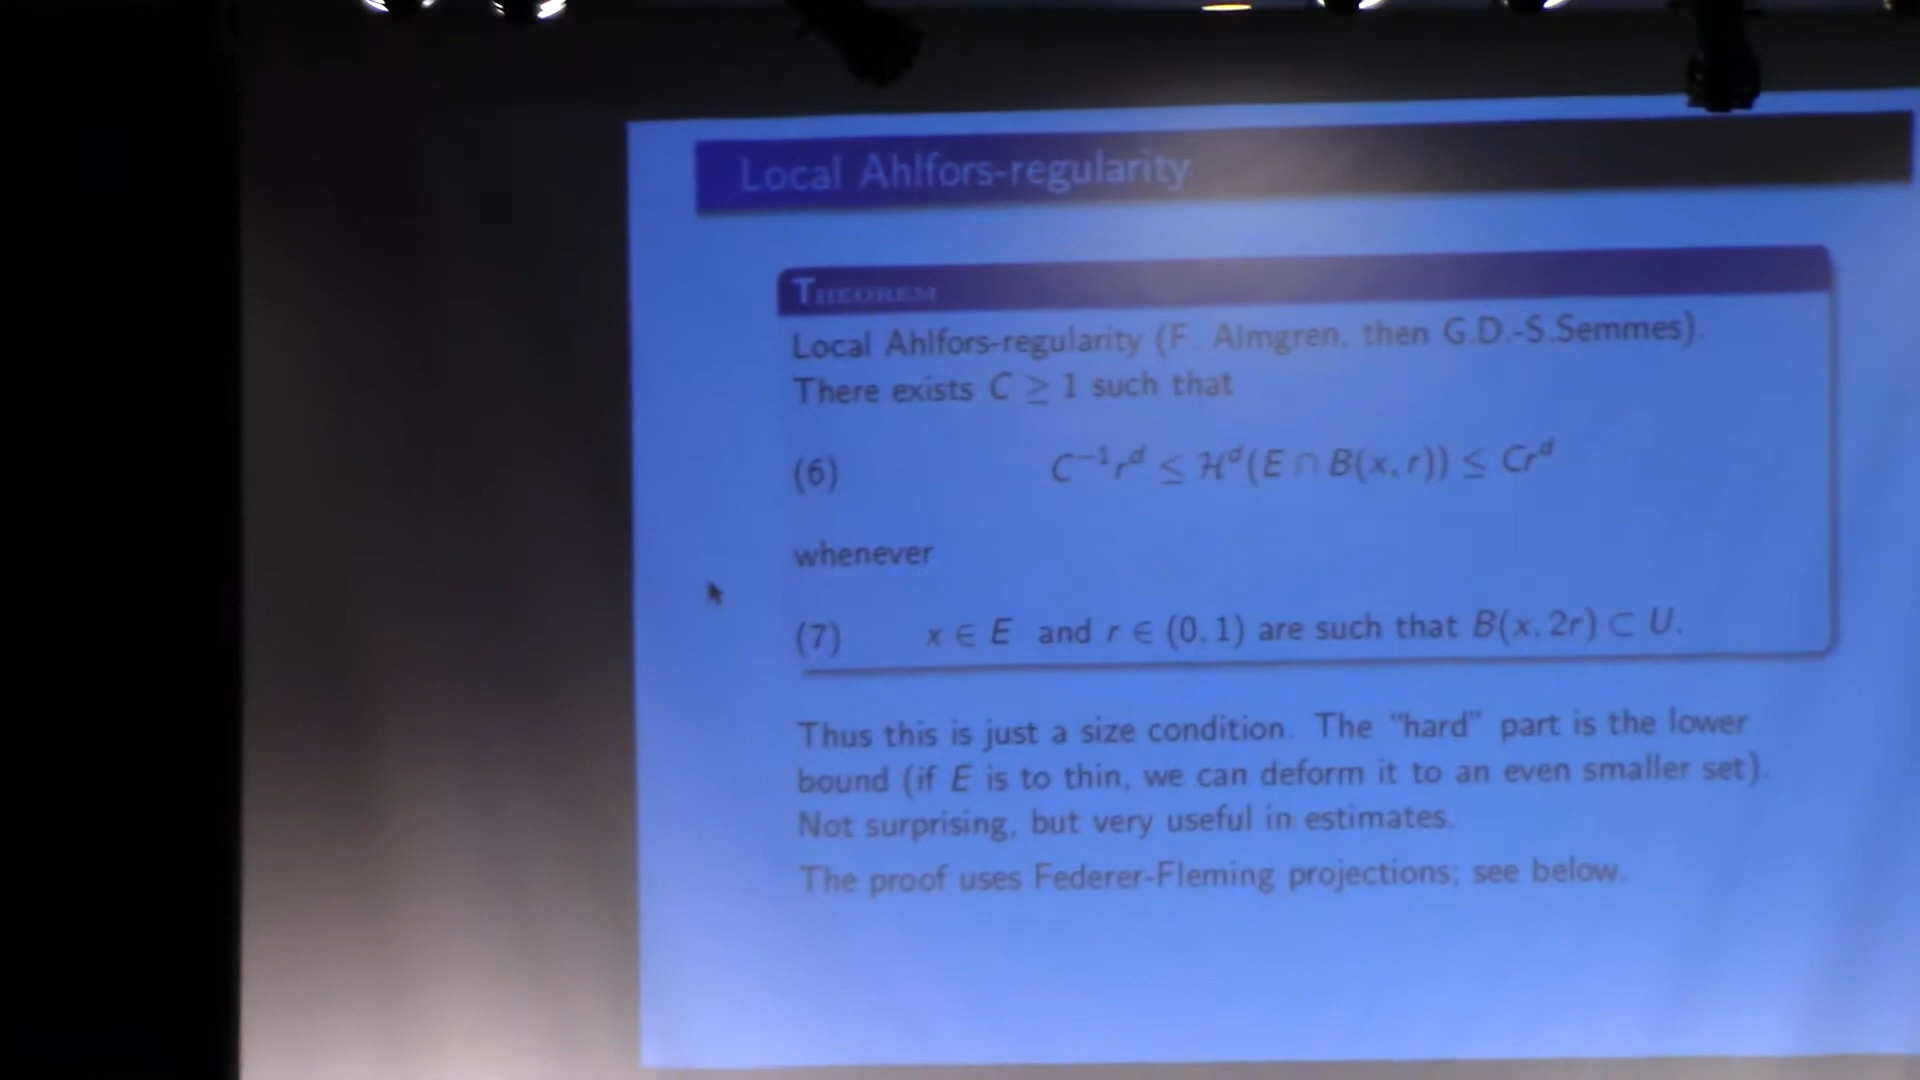 Local Ahlfors-regularity
THEOREM
Local Ahlfors-regularity (F. Almgren, then G.D.-S.Semmes).
There exists C ≥ 1 such that
(6) C⁻¹rᵈ ≤ ℋᵈ(E ∩ B(x, r)) ≤ Crᵈ
whenever
(7) x ∈ E and r ∈ (0, 1) are such that B(x, 2r) ⊂ U.
Thus this is just a size condition. The “hard” part is the lower
bound (if E is to thin, we can deform it to an even smaller set).
Not surprising, but very useful in estimates.
The proof uses Federer-Fleming projections; see below.